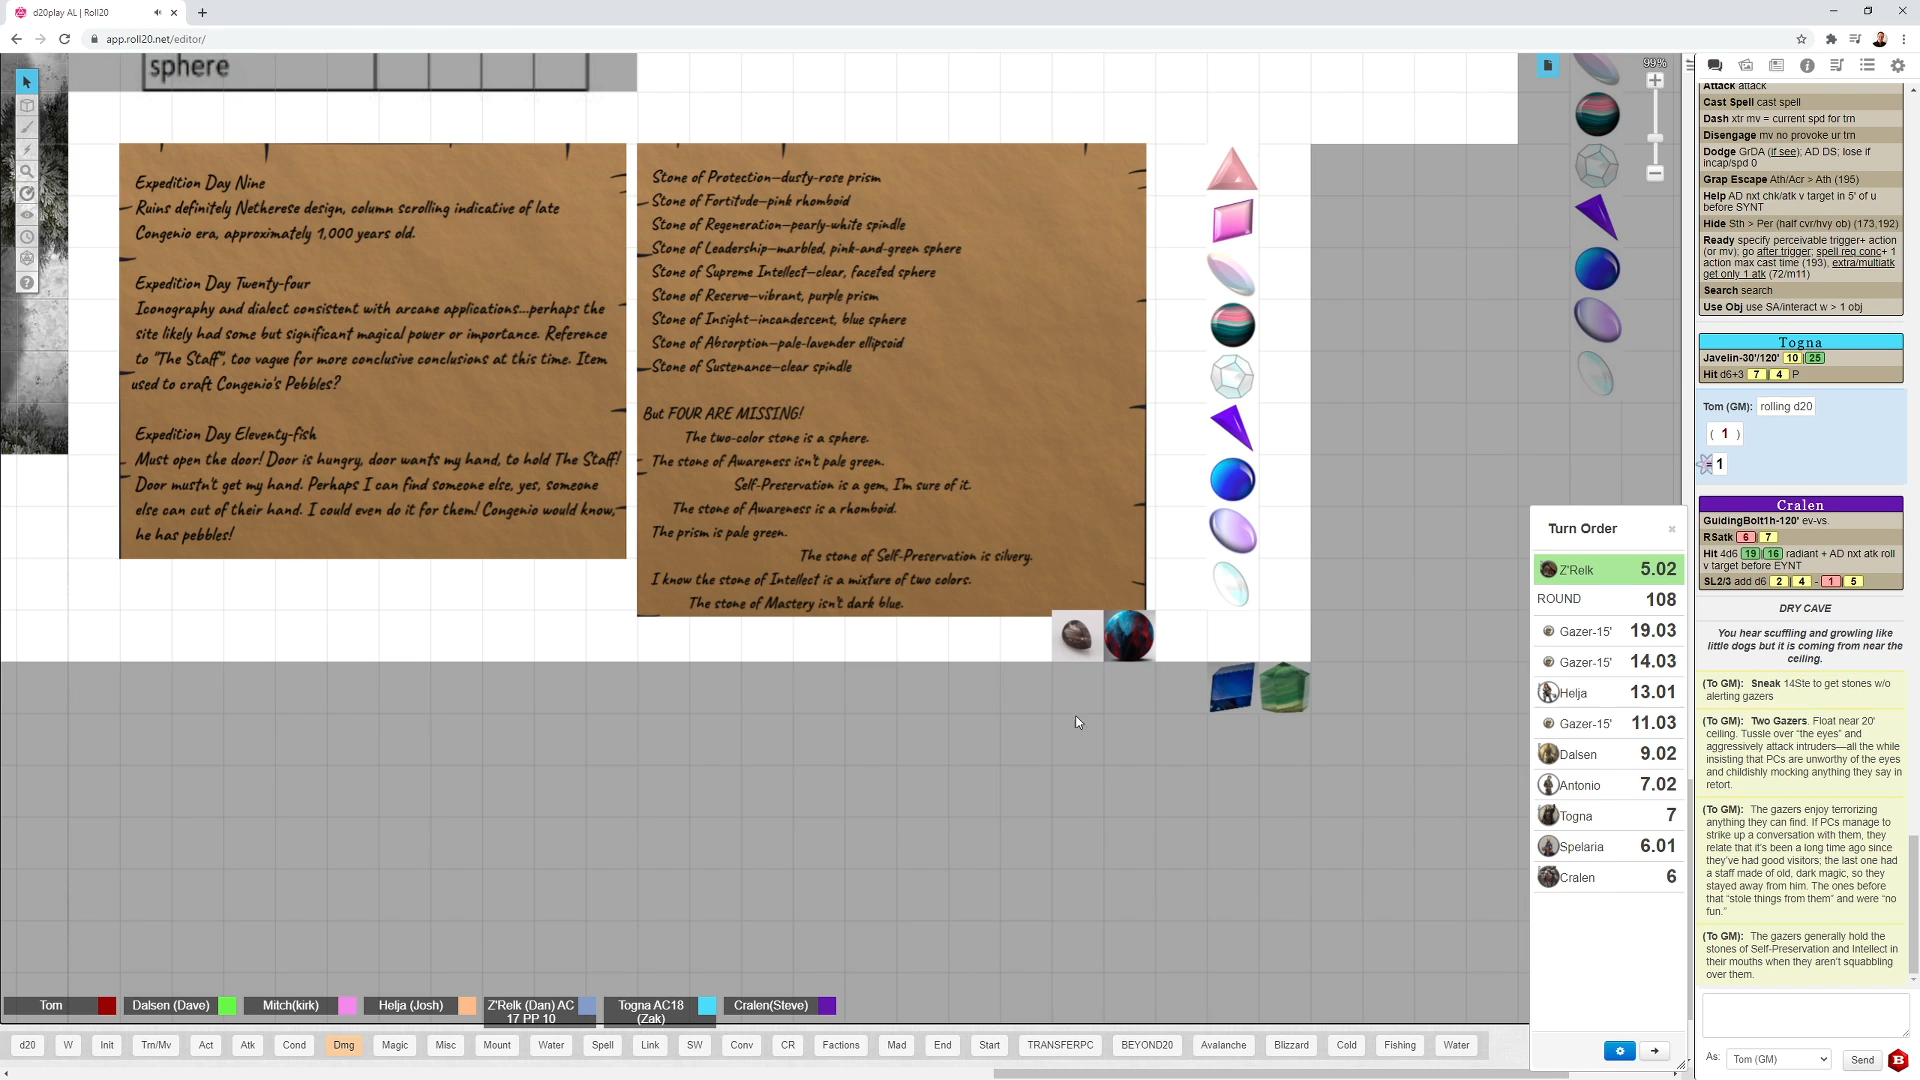 d20play AL | Roll20
app.roll20.net/editor/
sphere
99%
Expedition Day Nine
Ruins definitely Netherese design, column scrolling indicative of late
Congenio era, approximately 1,000 years old.
Expedition Day Twenty-four
Iconography and dialect consistent with arcane applications...perhaps the
site likely had some but significant magical power or importance. Reference
to "The Staff", too vague for more conclusive conclusions at this time. Item
used to craft Congenio's Pebbles?
Expedition Day Eleventy-fish
Must open the door! Door is hungry, door wants my hand, to hold The Staff!
Door mustn't get my hand. Perhaps I can find someone else, yes, someone
else can cut of their hand. I could even do it for them! Congenio would know,
he has pebbles!
Stone of Protection—dusty-rose prism
Stone of Fortitude—pink rhomboid
Stone of Regeneration—pearly-white spindle
Stone of Leadership—marbled, pink-and-green sphere
Stone of Supreme Intellect—clear, faceted sphere
Stone of Reserve—vibrant, purple prism
Stone of Insight—incandescent, blue sphere
Stone of Absorption—pale-lavender ellipsoid
Stone of Sustenance—clear spindle
But FOUR ARE MISSING!
The two-color stone is a sphere.
The stone of Awareness isn't pale green.
Self-Preservation is a gem, I'm sure of it.
The stone of Awareness is a rhomboid.
The prism is pale green.
The stone of Self-Preservation is silvery.
I know the stone of Intellect is a mixture of two colors.
The stone of Mastery isn't dark blue.
Turn Order
Z'Relk 5.02
ROUND 108
Gazer-15' 19.03
Gazer-15' 14.03
Helja 13.01
Gazer-15' 11.03
Dalsen 9.02
Antonio 7.02
Togna 7
Spelaria 6.01
Cralen 6
Attack attack
Cast Spell cast spell
Dash xtr mv = current spd for trn
Disengage mv no provoke ur trn
Dodge GrDA (if see); AD DS; lose if
incap/spd 0
Grap Escape Ath/Acr > Ath (195)
Help AD nxt chk/atk v target in 5' of u
before SYNT
Hide Sth > Per (half cvr/hvy ob) (173,192)
Ready specify perceivable trigger+ action
(or mv); go after trigger; spell req conc+ 1
action max cast time (193), extra/multiatk
get only 1 atk (72/m11)
Search search
Use Obj use SA/interact w > 1 obj
Togna
Javelin-30'/120' 10 25
Hit d6+3 7 4 P
Tom (GM): rolling d20
( 1 )
= 1
Cralen
GuidingBolt1h-120' ev-vs.
RSatk 6 7
Hit 4d6 19 16 radiant + AD nxt atk roll
v target before EYNT
SL2/3 add d6 2 4 - 1 5
DRY CAVE
You hear scuffling and growling like
little dogs but it is coming from near the
ceiling.
(To GM): Sneak 14Ste to get stones w/o
alerting gazers
(To GM): Two Gazers. Float near 20'
ceiling. Tussle over "the eyes" and
aggressively attack intruders—all the while
insisting that PCs are unworthy of the eyes
and childishly mocking anything they say in
retort.
(To GM): The gazers enjoy terrorizing
anything they can find. If PCs manage to
strike up a conversation with them, they
relate that it's been a long time ago since
they've had good visitors; the last one had
a staff made of old, dark magic, so they
stayed away from him. The ones before
that "stole things from them" and were "no
fun."
(To GM): The gazers generally hold the
stones of Self-Preservation and Intellect in
their mouths when they aren't squabbling
over them.
As: Tom (GM) Send
Tom
Dalsen (Dave)
Mitch(kirk)
Helja (Josh)
Z'Relk (Dan) AC
17 PP 10
Togna AC18
(Zak)
Cralen(Steve)
d20 W Init Trn/Mv Act Atk Cond Dmg Magic Misc Mount Water Spell Link SW Conv CR Factions Mad End Start TRANSFERPC BEYOND20 Avalanche Blizzard Cold Fishing Water